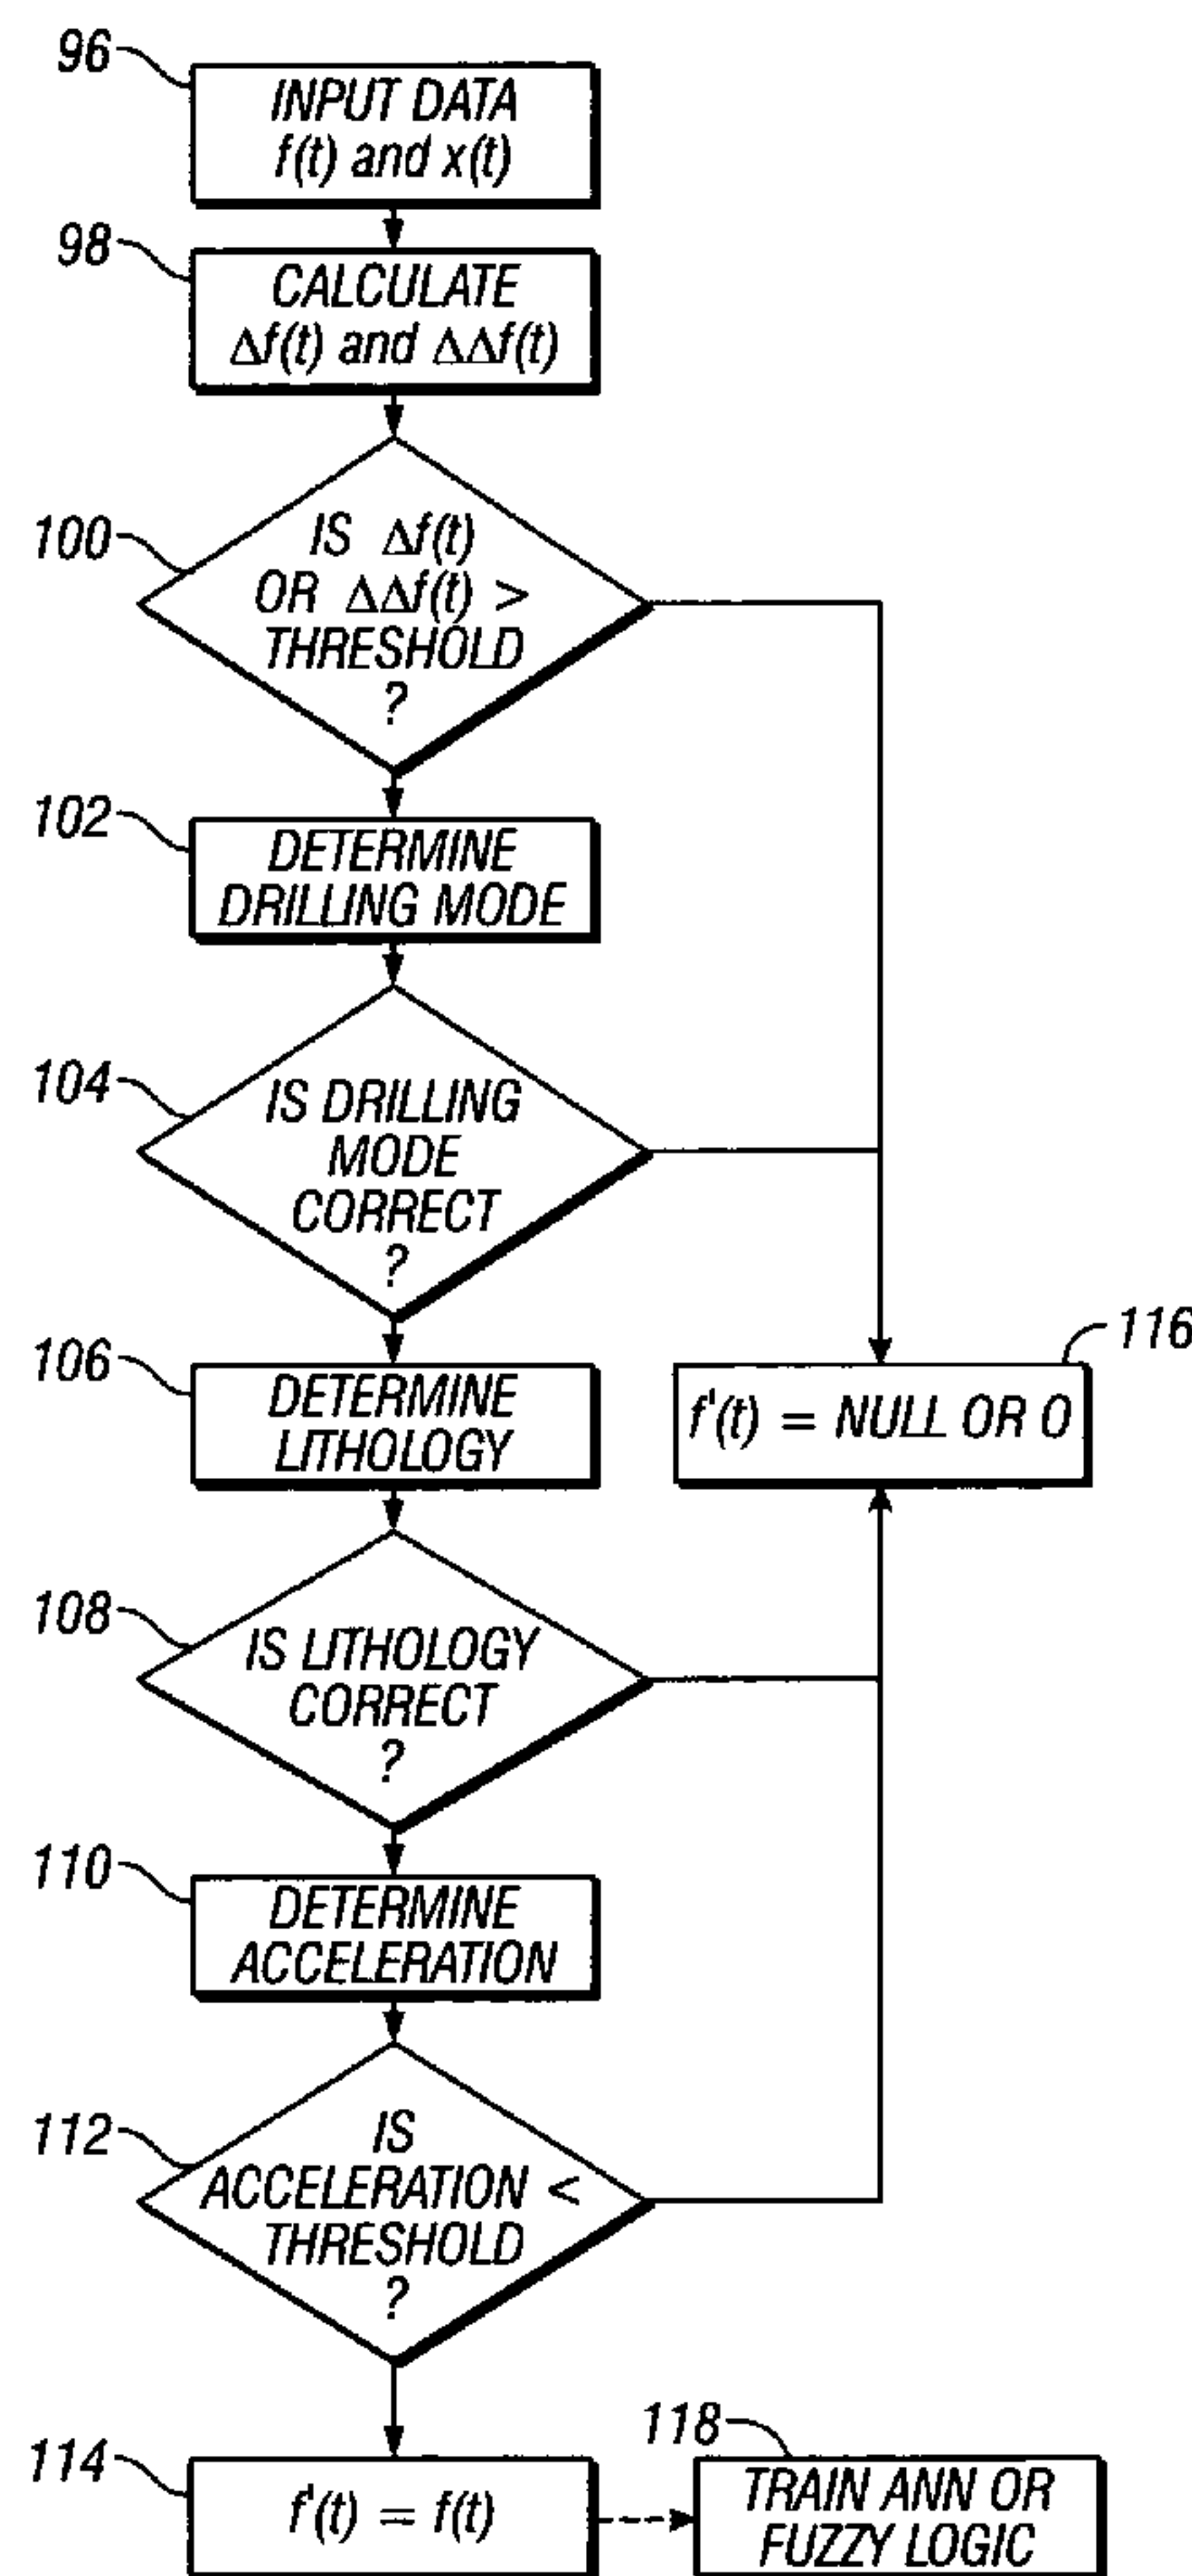 96
INPUT DATA
f(t) and x(t)
98
CALCULATE
Δf(t) and ΔΔf(t)
100
IS Δf(t)
OR ΔΔf(t) >
THRESHOLD
?
102
DETERMINE
DRILLING MODE
104
IS DRILLING
MODE
CORRECT
?
106
DETERMINE
LITHOLOGY
116
f'(t) = NULL OR 0
108
IS LITHOLOGY
CORRECT
?
110
DETERMINE
ACCELERATION
112
IS
ACCELERATION <
THRESHOLD
?
114
f'(t) = f(t)
118
TRAIN ANN OR
FUZZY LOGIC